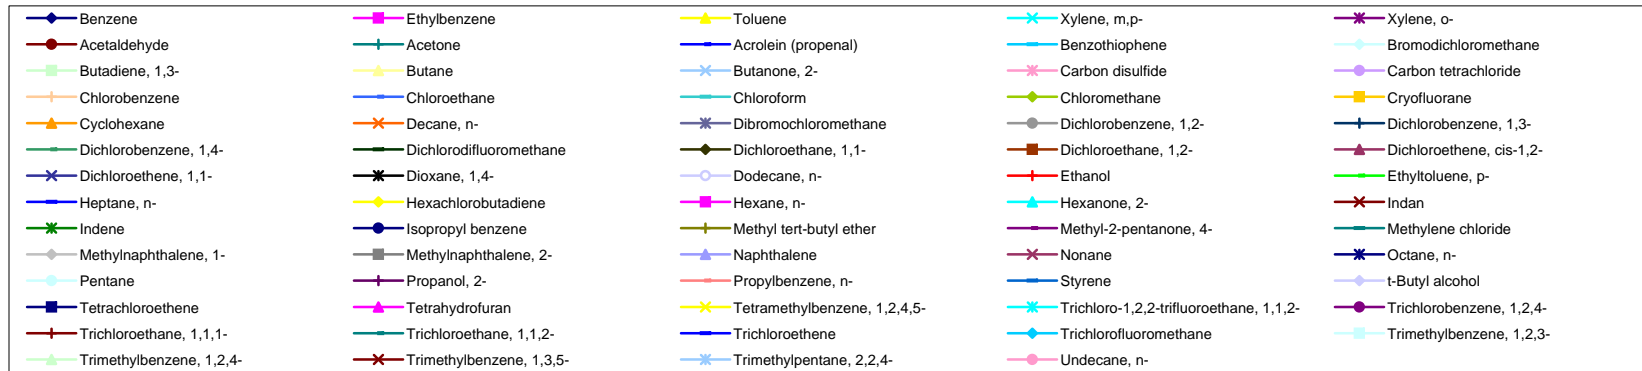 Benzene Ethylbenzene Toluene Xylene, m,p- Xylene, o-
Acetaldehyde Acetone Acrolein (propenal) Benzothiophene Bromodichloromethane
Butadiene, 1,3- Butane Butanone, 2- Carbon disulfide Carbon tetrachloride
Chlorobenzene Chloroethane Chloroform Chloromethane Cryofluorane
Cyclohexane Decane, n- Dibromochloromethane Dichlorobenzene, 1,2- Dichlorobenzene, 1,3-
Dichlorobenzene, 1,4- Dichlorodifluoromethane Dichloroethane, 1,1- Dichloroethane, 1,2- Dichloroethene, cis-1,2-
Dichloroethene, 1,1- Dioxane, 1,4- Dodecane, n- Ethanol Ethyltoluene, p-
Heptane, n- Hexachlorobutadiene Hexane, n- Hexanone, 2- Indan
Indene Isopropyl benzene Methyl tert-butyl ether Methyl-2-pentanone, 4- Methylene chloride
Methylnaphthalene, 1- Methylnaphthalene, 2- Naphthalene Nonane Octane, n-
Pentane Propanol, 2- Propylbenzene, n- Styrene t-Butyl alcohol
Tetrachloroethene Tetrahydrofuran Tetramethylbenzene, 1,2,4,5- Trichloro-1,2,2-trifluoroethane, 1,1,2- Trichlorobenzene, 1,2,4-
Trichloroethane, 1,1,1- Trichloroethane, 1,1,2- Trichloroethene Trichlorofluoromethane Trimethylbenzene, 1,2,3-
Trimethylbenzene, 1,2,4- Trimethylbenzene, 1,3,5- Trimethylpentane, 2,2,4- Undecane, n-